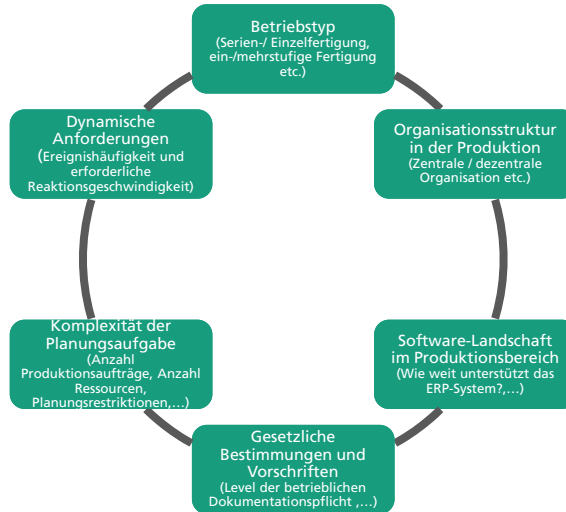 Betriebstyp
(Serien-/ Einzelfertigung,
ein-/mehrstufige Fertigung
etc.)
Organisationsstruktur
in der Produktion
(Zentrale / dezentrale
Organisation etc.)
Software-Landschaft
im Produktionsbereich
(Wie weit unterstützt das
ERP-System?,...)
Gesetzliche
Bestimmungen und
Vorschriften
(Level der betrieblichen
Dokumentationspflicht ,...)
Komplexität der
Planungsaufgabe
(Anzahl
Produktionsaufträge, Anzahl
Ressourcen,
Planungsrestriktionen,...)
Dynamische
Anforderungen
(Ereignishäufigkeit und
erforderliche
Reaktionsgeschwindigkeit)